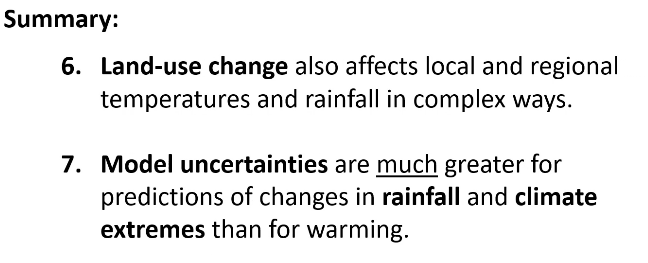 Summary:
6. Land-use change also affects local and regional
temperatures and rainfall in complex ways.
7. Model uncertainties are much greater for
predictions of changes in rainfall and climate
extremes than for warming.